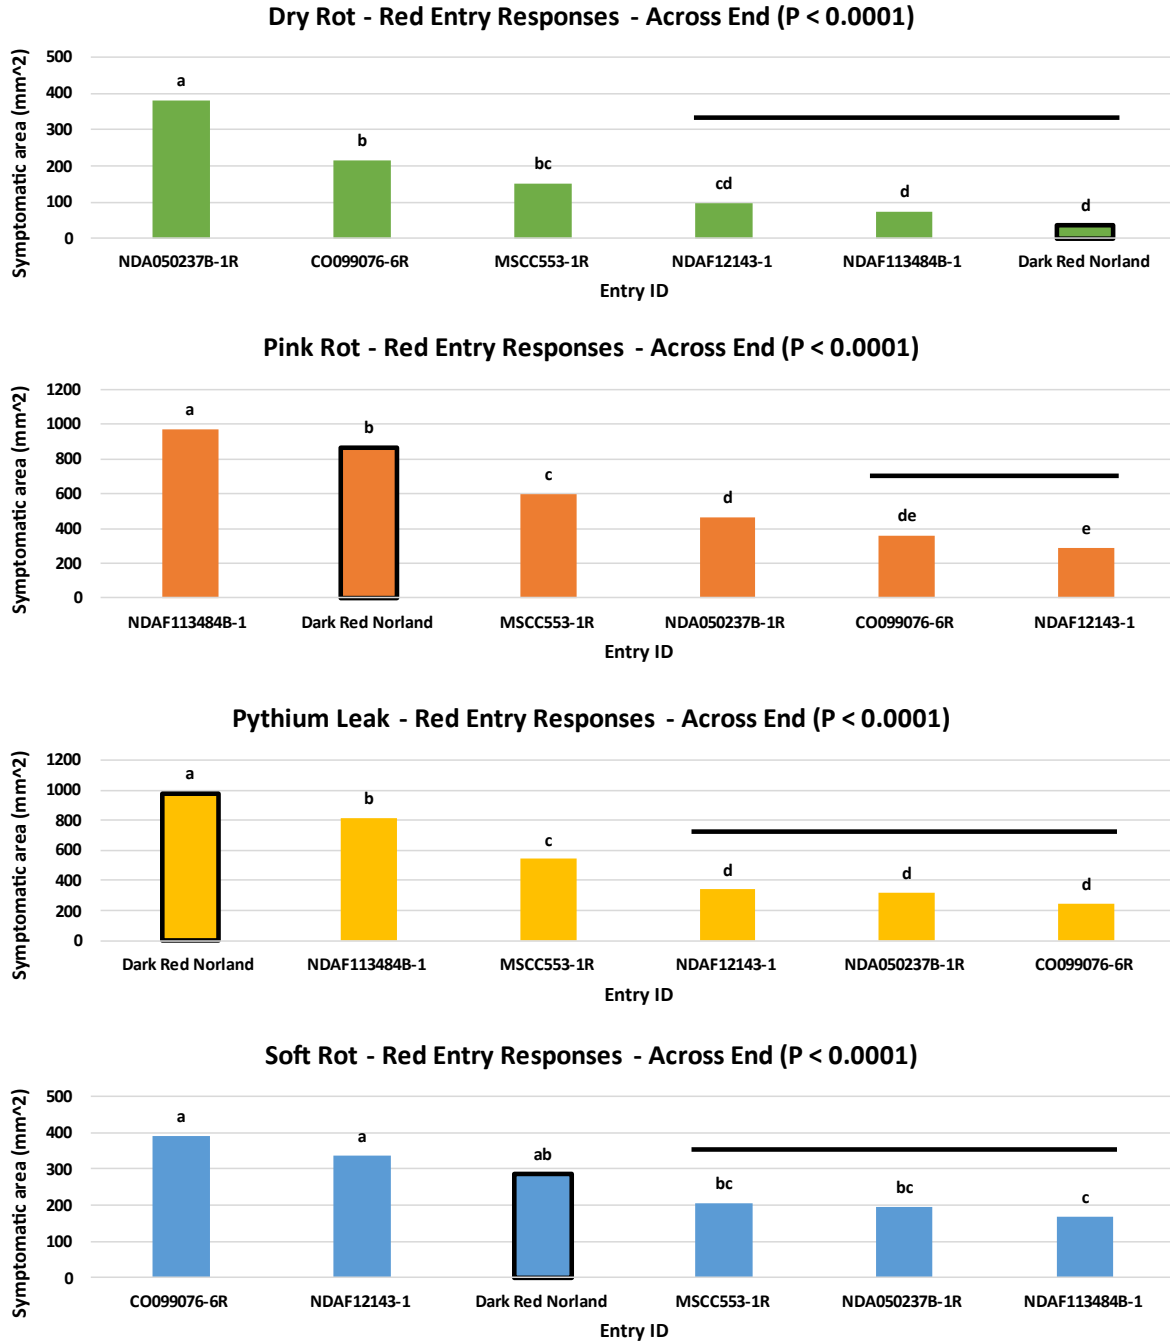 Dry Rot - Red Entry Responses - Across End (P < 0.0001)
Symptomatic area (mm^2)
500
400
300
200
100
0
a
b
bc
cd
d
d
NDA050237B-1R
CO099076-6R
MSCC553-1R
NDAF12143-1
NDAF113484B-1
Dark Red Norland
Entry ID
Pink Rot - Red Entry Responses - Across End (P < 0.0001)
Symptomatic area (mm^2)
1200
1000
800
600
400
200
0
a
b
c
d
de
e
NDAF113484B-1
Dark Red Norland
MSCC553-1R
NDA050237B-1R
CO099076-6R
NDAF12143-1
Entry ID
Pythium Leak - Red Entry Responses - Across End (P < 0.0001)
Symptomatic area (mm^2)
1200
1000
800
600
400
200
0
a
b
c
d
d
d
Dark Red Norland
NDAF113484B-1
MSCC553-1R
NDAF12143-1
NDA050237B-1R
CO099076-6R
Entry ID
Soft Rot - Red Entry Responses - Across End (P < 0.0001)
Symptomatic area (mm^2)
500
400
300
200
100
0
a
a
ab
bc
bc
c
CO099076-6R
NDAF12143-1
Dark Red Norland
MSCC553-1R
NDA050237B-1R
NDAF113484B-1
Entry ID